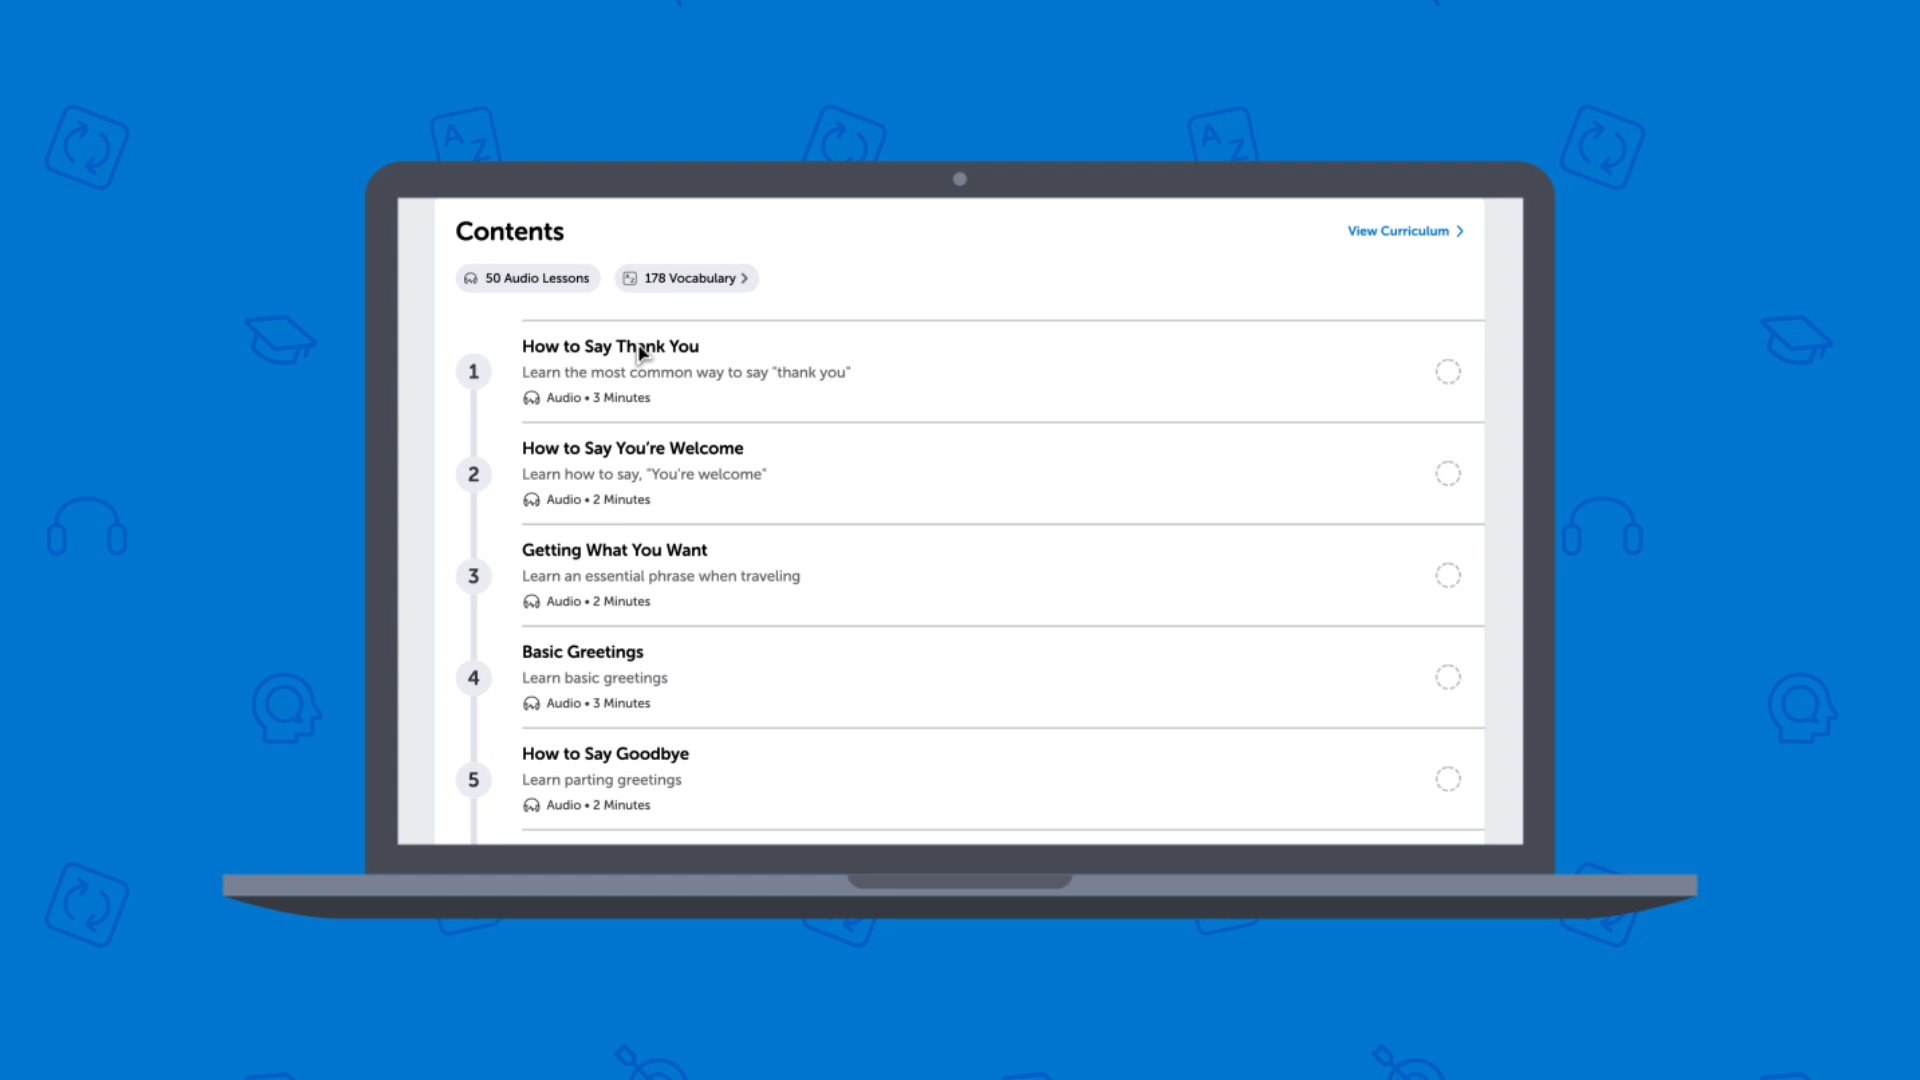 Contents
View Curriculum
50 Audio Lessons
178 Vocabulary
1
How to Say Thank You
Learn the most common way to say "thank you"
Audio • 3 Minutes
2
How to Say You’re Welcome
Learn how to say, "You're welcome"
Audio • 2 Minutes
3
Getting What You Want
Learn an essential phrase when traveling
Audio • 2 Minutes
4
Basic Greetings
Learn basic greetings
Audio • 3 Minutes
5
How to Say Goodbye
Learn parting greetings
Audio • 2 Minutes
A Z
A Z